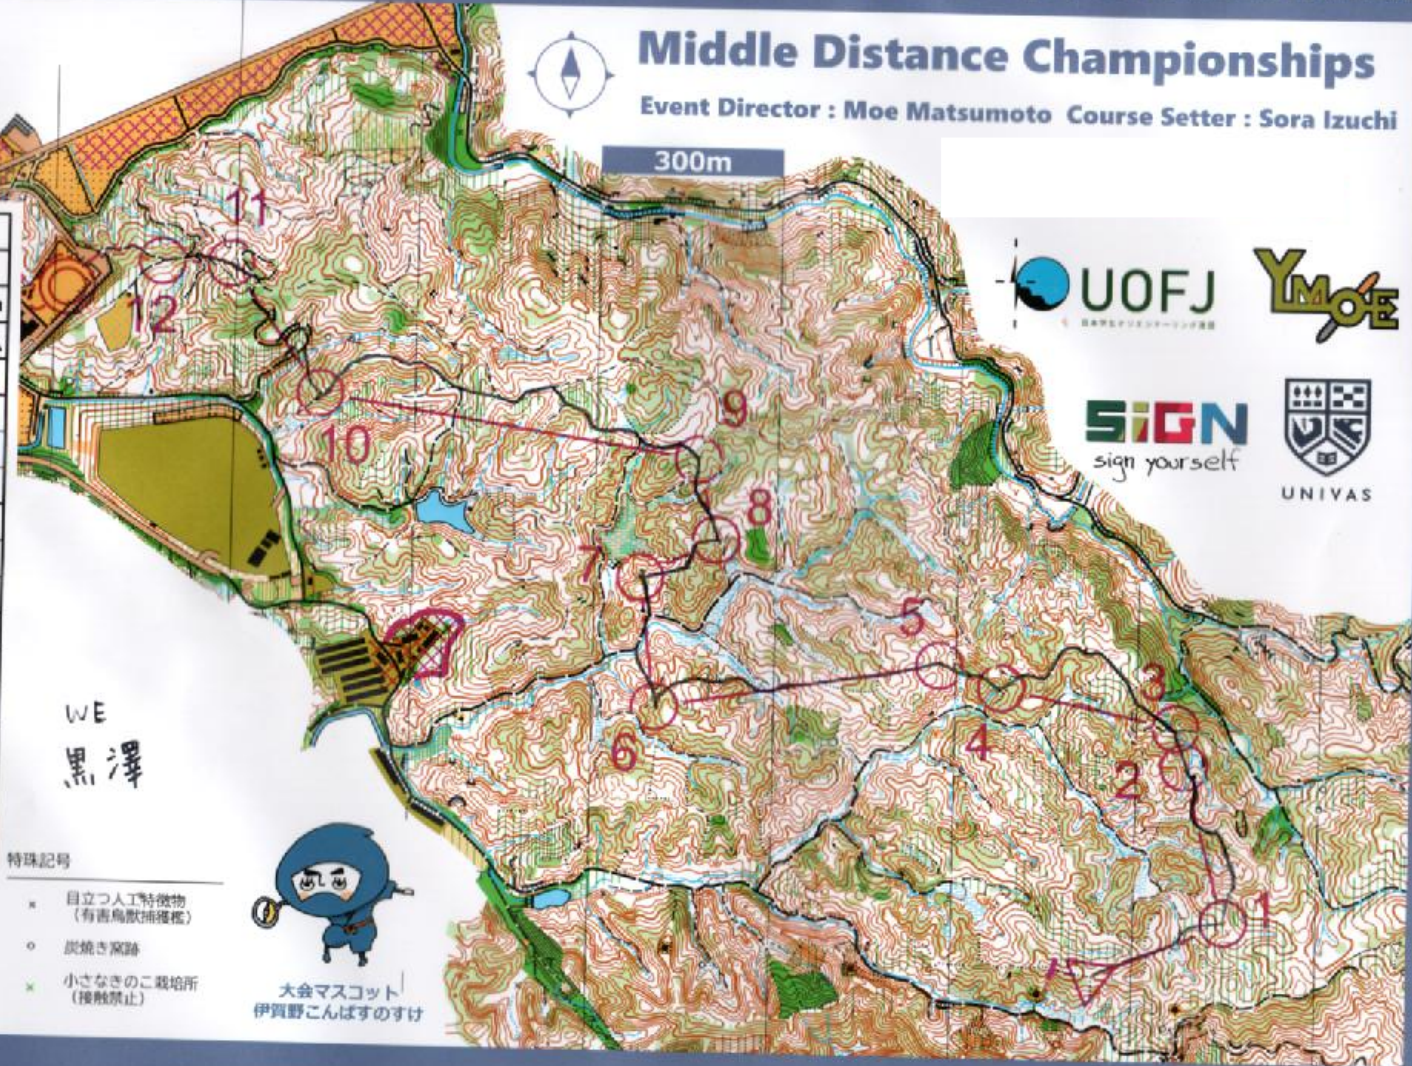 Middle Distance Championships
Event Director : Moe Matsumoto Course Setter : Sora Izuchi
300m
11
12
UOFJ
YMOE
9
SiGN
sign yourself
10
8
UNIVAS
7
5
3
WE
黒澤
6
4
2
特殊記号
目立つ人工特徴物
(有害鳥獣捕獲檻)
炭焼き窯跡
1
小さなきのこ栽培所
(接触禁止)
大会マスコット
伊賀野こんぱすのすけ